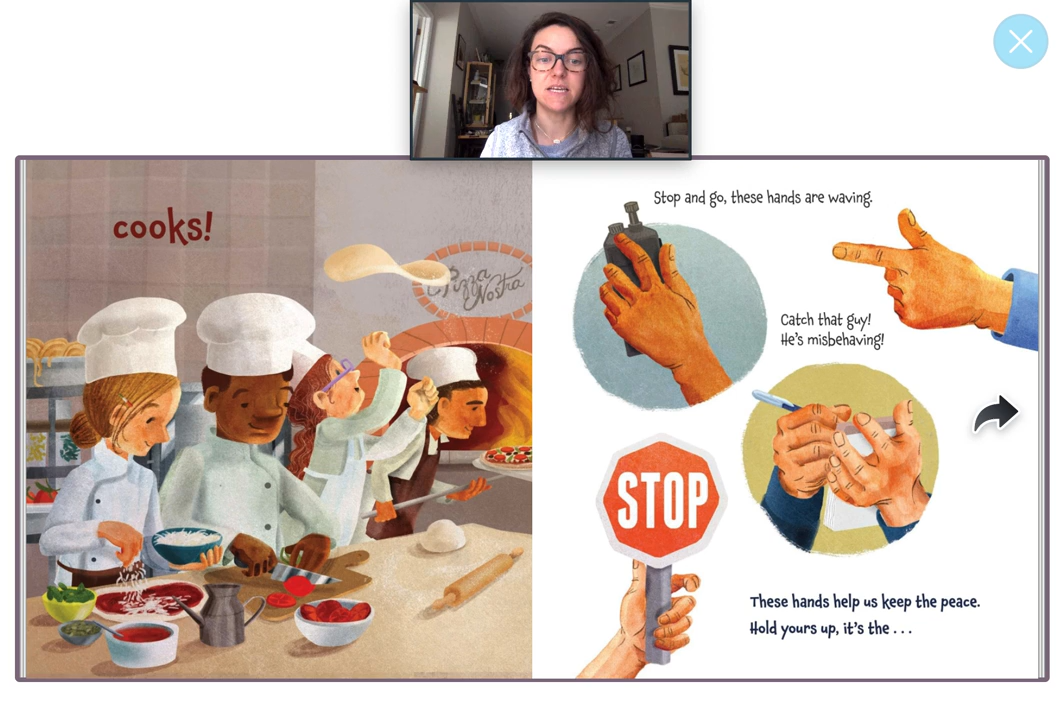 cooks!
Pizza
Nostra
Stop and go, these hands are waving.
Catch that guy!
He's misbehaving!
STOP
These hands help us keep the peace.
Hold yours up, it's the . . .